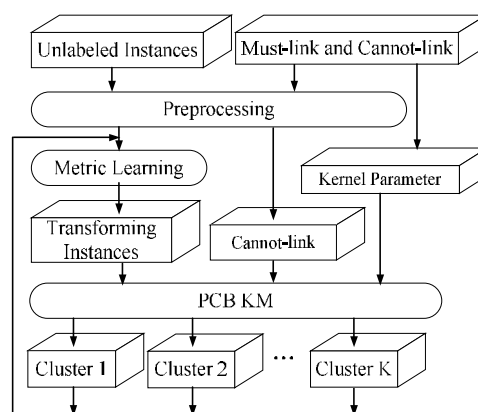 Unlabeled Instances
Must-link and Cannot-link
Preprocessing
Metric Learning
Kernel Parameter
Transforming
Instances
Cannot-link
PCB KM
Cluster 1
Cluster 2
...
Cluster K